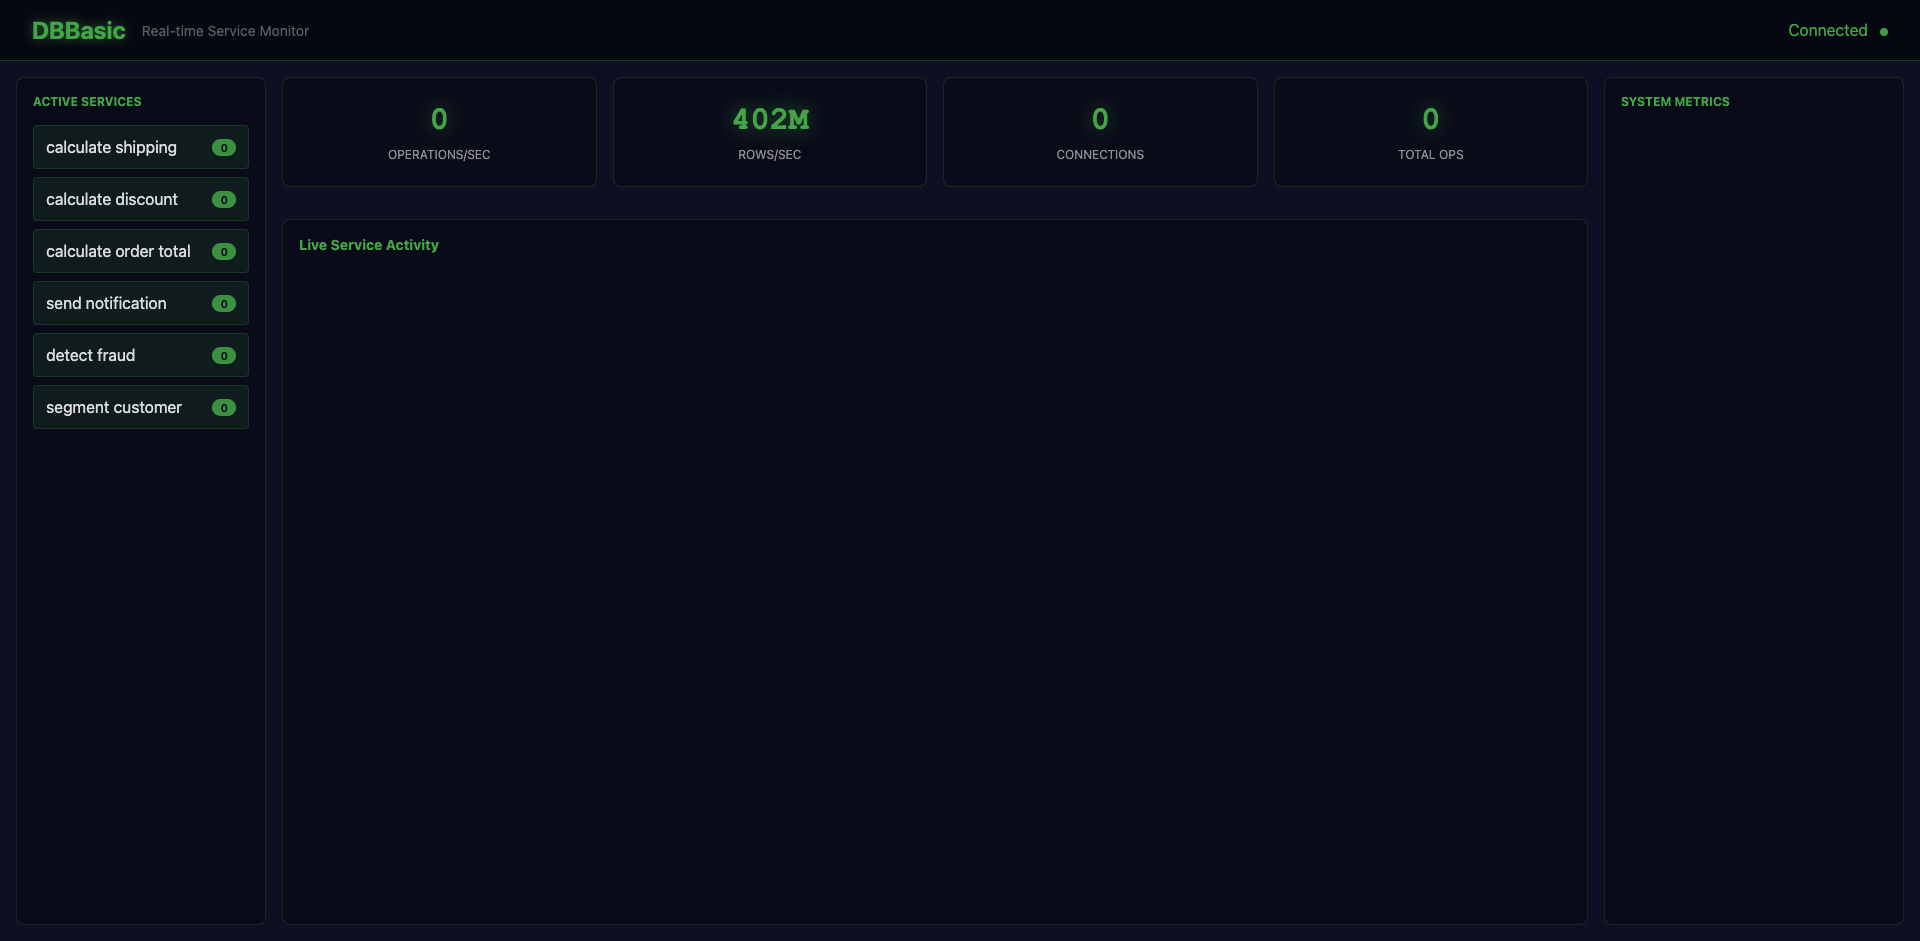 DBBasic Real-time Service Monitor
Connected
ACTIVE SERVICES
calculate shipping 0
calculate discount 0
calculate order total 0
send notification 0
detect fraud 0
segment customer 0
0
OPERATIONS/SEC
402M
ROWS/SEC
0
CONNECTIONS
0
TOTAL OPS
Live Service Activity
SYSTEM METRICS